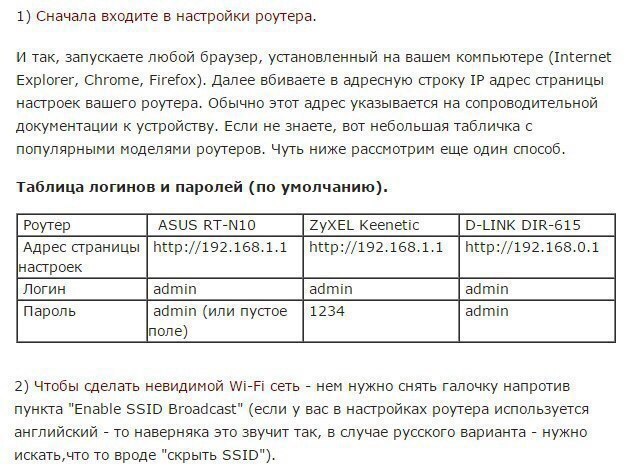 1) Сначала входите в настройки роутера.
И так, запускаете любой браузер, установленный на вашем компьютере (Internet
Explorer, Chrome, Firefox). Далее вбиваете в адресную строку IP адрес страницы
настроек вашего роутера. Обычно этот адрес указывается на сопроводительной
документации к устройству. Если не знаете, вот небольшая табличка с
популярными моделями роутеров. Чуть ниже рассмотрим еще один способ.
Таблица логинов и паролей (по умолчанию).
Роутер ASUS RT-N10 ZyXEL Keenetic D-LINK DIR-615
Адрес страницы http://192.168.1.1 http://192.168.1.1 http://192.168.0.1
настроек
Логин admin admin admin
Пароль admin (или пустое 1234 admin
поле)
2) Чтобы сделать невидимой Wi-Fi сеть - нем нужно снять галочку напротив
пункта "Enable SSID Broadcast" (если у вас в настройках роутера используется
английский - то наверняка это звучит так, в случае русского варианта - нужно
искать,что то вроде "скрыть SSID").